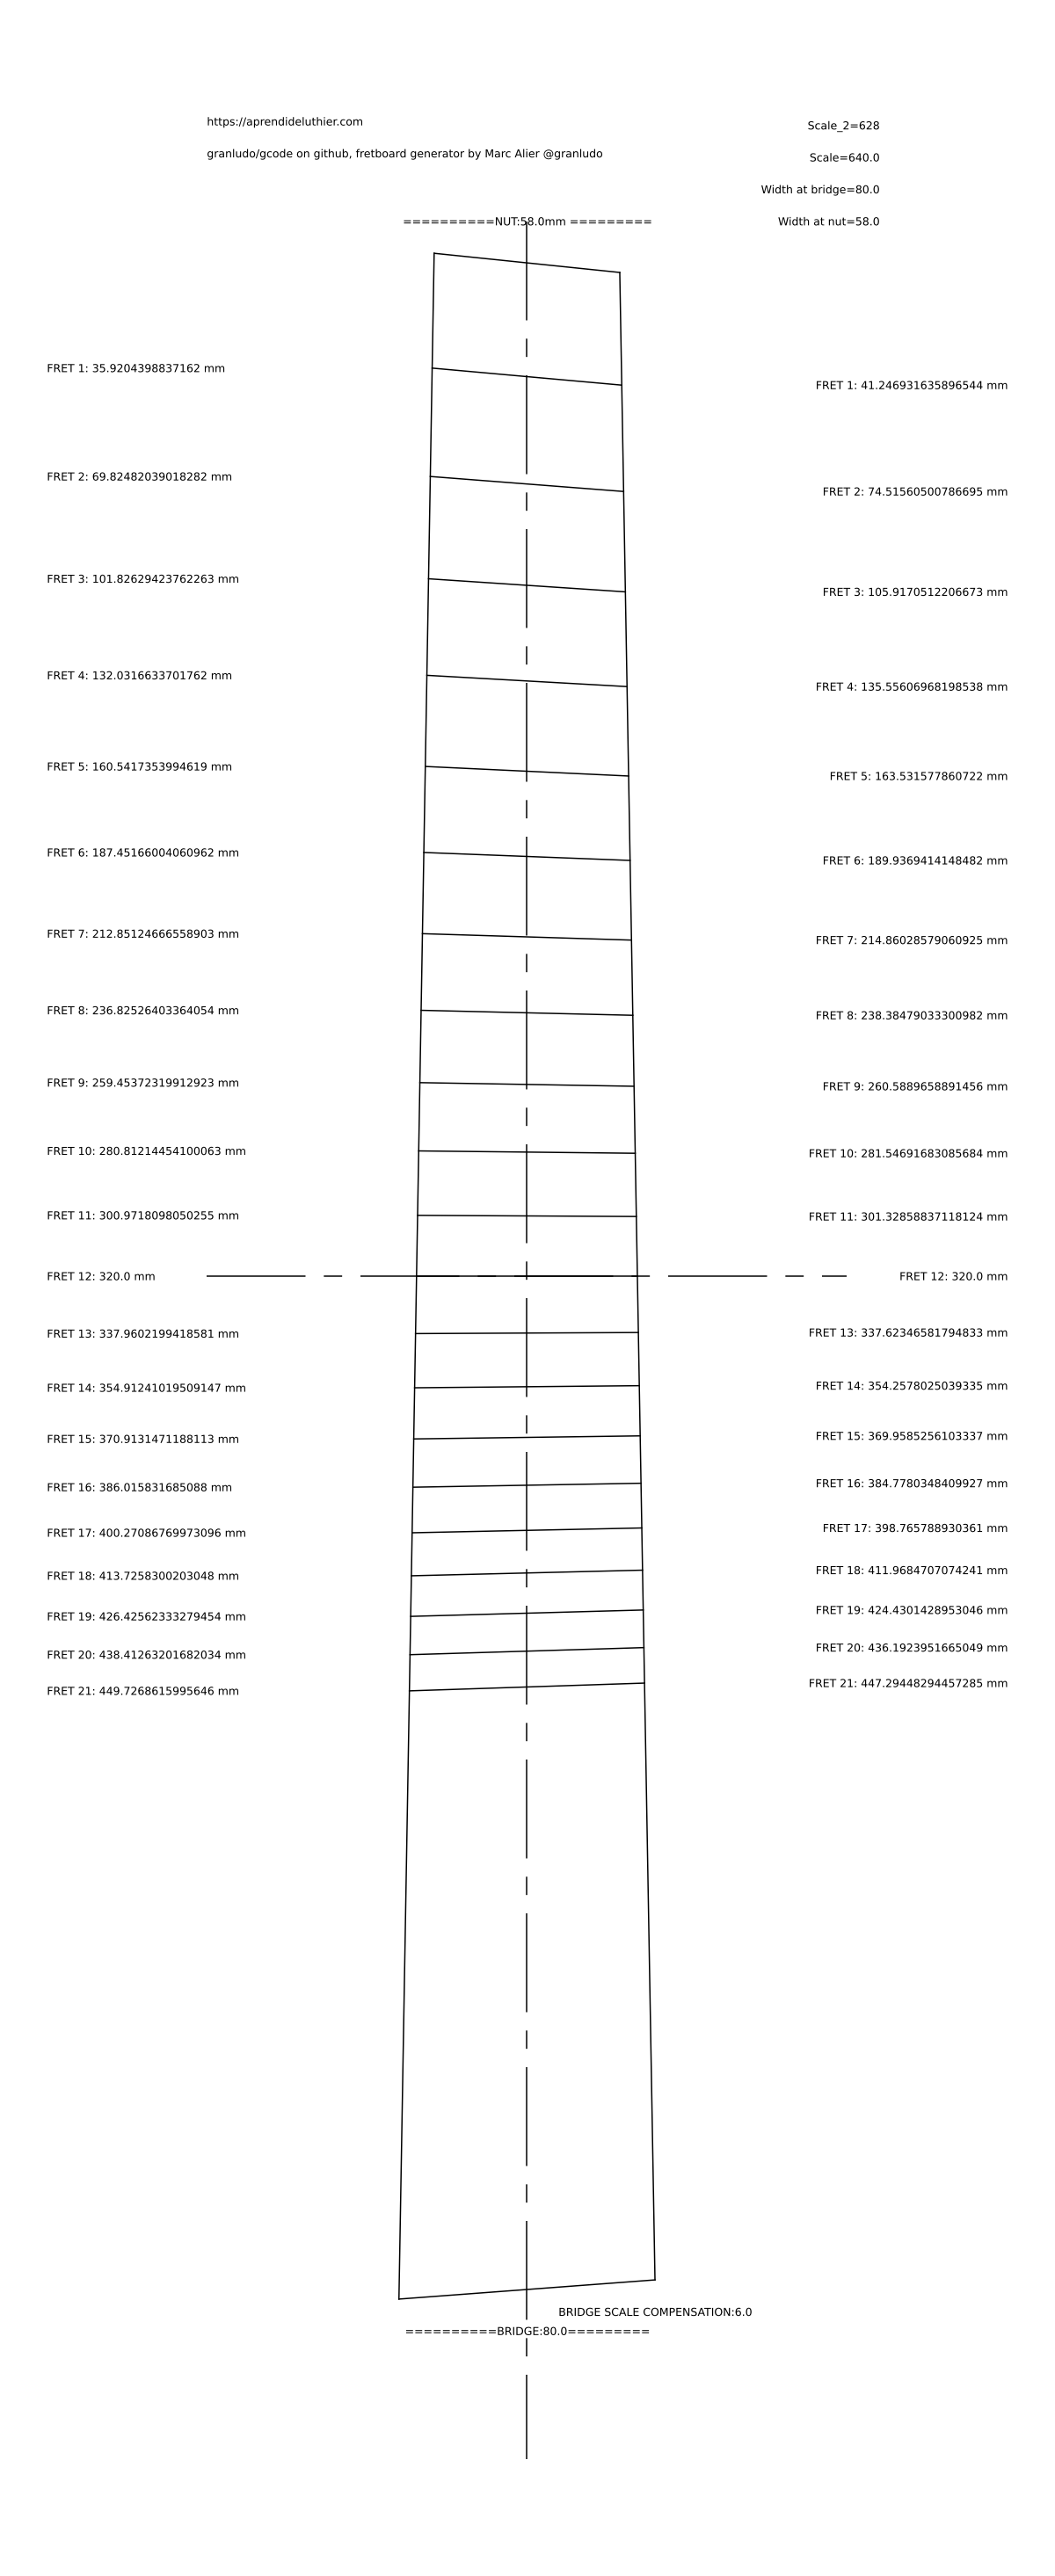 https://aprendideluthier.com
Scale_2=628
granludo/gcode on github, fretboard generator by Marc Alier @granludo
Scale=640.0
Width at bridge=80.0
==========NUT:58.0mm =========
Width at nut=58.0
FRET 1: 35.9204398837162 mm
FRET 1: 41.246931635896544 mm
FRET 2: 69.82482039018282 mm
FRET 2: 74.51560500786695 mm
FRET 3: 101.82629423762263 mm
FRET 3: 105.9170512206673 mm
FRET 4: 132.0316633701762 mm
FRET 4: 135.55606968198538 mm
FRET 5: 160.5417353994619 mm
FRET 5: 163.531577860722 mm
FRET 6: 187.45166004060962 mm
FRET 6: 189.9369414148482 mm
FRET 7: 212.85124666558903 mm
FRET 7: 214.86028579060925 mm
FRET 8: 236.82526403364054 mm
FRET 8: 238.38479033300982 mm
FRET 9: 259.45372319912923 mm
FRET 9: 260.5889658891456 mm
FRET 10: 280.81214454100063 mm
FRET 10: 281.54691683085684 mm
FRET 11: 300.9718098050255 mm
FRET 11: 301.32858837118124 mm
FRET 12: 320.0 mm
FRET 12: 320.0 mm
FRET 13: 337.9602199418581 mm
FRET 13: 337.62346581794833 mm
FRET 14: 354.91241019509147 mm
FRET 14: 354.2578025039335 mm
FRET 15: 370.9131471188113 mm
FRET 15: 369.9585256103337 mm
FRET 16: 386.015831685088 mm
FRET 16: 384.7780348409927 mm
FRET 17: 400.27086769973096 mm
FRET 17: 398.765788930361 mm
FRET 18: 413.7258300203048 mm
FRET 18: 411.9684707074241 mm
FRET 19: 426.42562333279454 mm
FRET 19: 424.4301428953046 mm
FRET 20: 438.41263201682034 mm
FRET 20: 436.1923951665049 mm
FRET 21: 449.7268615995646 mm
FRET 21: 447.29448294457285 mm
BRIDGE SCALE COMPENSATION:6.0
==========BRIDGE:80.0=========